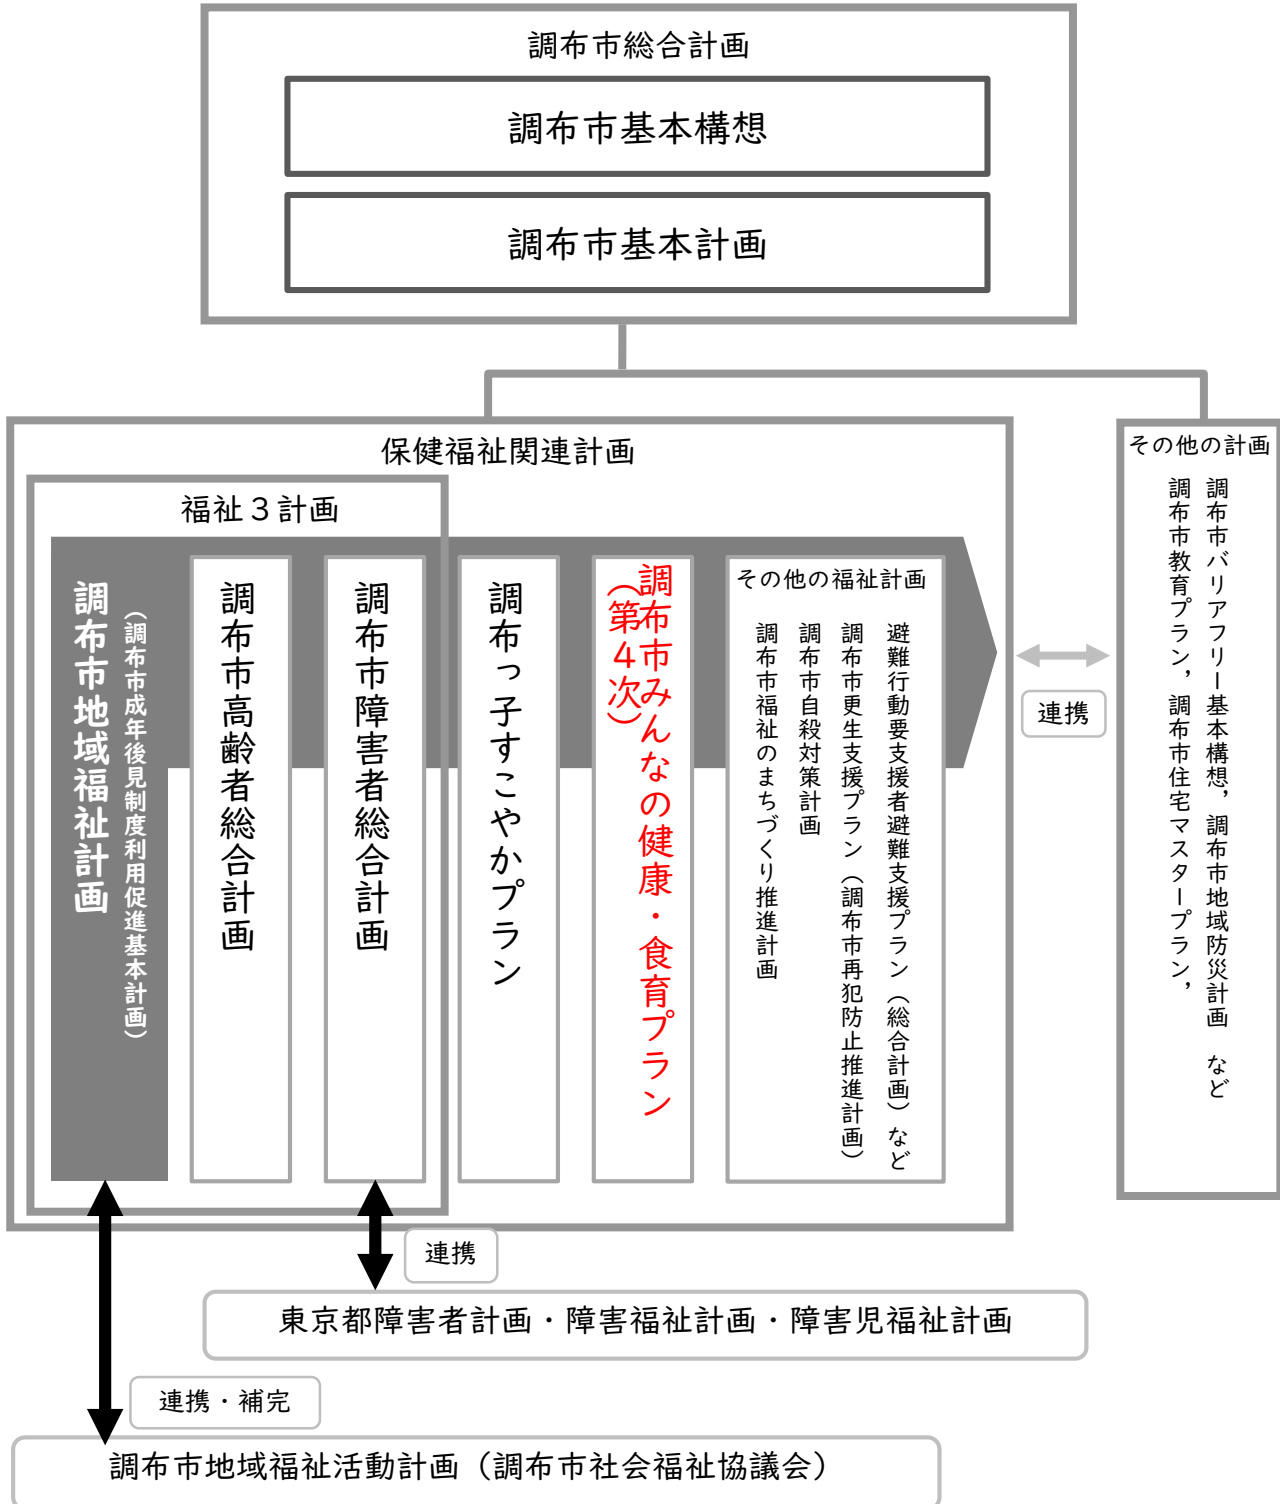 調布市総合計画
調布市基本構想
調布市基本計画
保健福祉関連計画
福祉３計画
調布市地域福祉計画
（調布市成年後見制度利用促進基本計画）
調布市高齢者総合計画
調布市障害者総合計画
調布っ子すこやかプラン
調布市みんなの健康・食育プラン
（第４次）
その他の福祉計画
避難行動要支援者避難支援プラン（総合計画）など
調布市更生支援プラン（調布市再犯防止推進計画）
調布市自殺対策計画
調布市福祉のまちづくり推進計画
連携
その他の計画
調布市バリアフリー基本構想，調布市地域防災計画　など
調布市教育プラン，調布市住宅マスタープラン，
連携
東京都障害者計画・障害福祉計画・障害児福祉計画
連携・補完
調布市地域福祉活動計画（調布市社会福祉協議会）